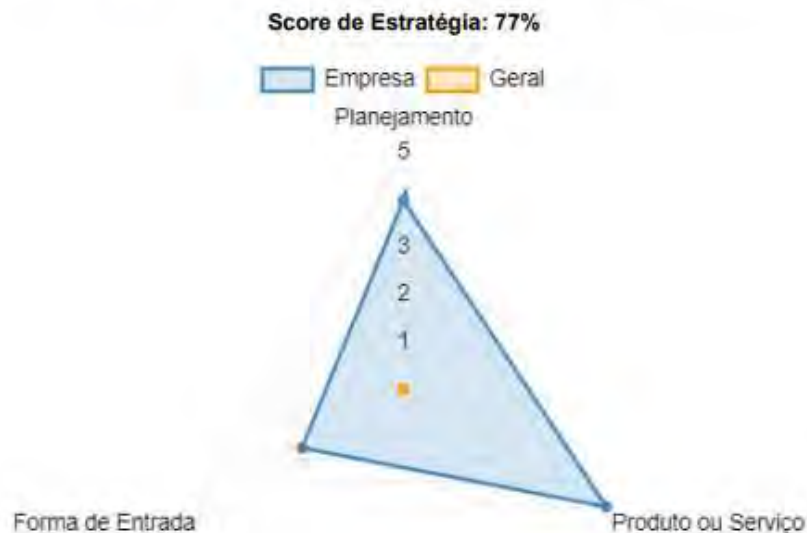 Score de Estratégia: 77%
Empresa Geral
Planejamento
5
3
2
1
Forma de Entrada
Produto ou Serviço